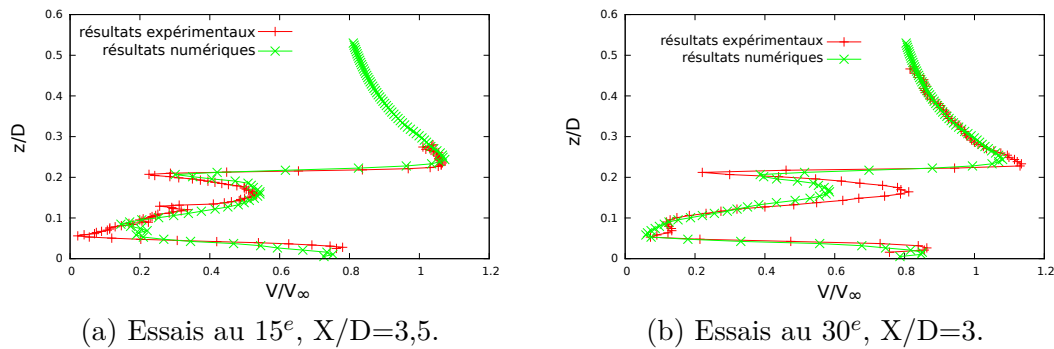 0.6
0.5
0.4
0.3
0.2
0.1
0
z/D
résultats expérimentaux
résultats numériques
0 0.2 0.4 0.6 0.8 1 1.2
V/V∞
(a) Essais au 15e, X/D=3,5.
0.6
0.5
0.4
0.3
0.2
0.1
0
z/D
résultats expérimentaux
résultats numériques
0 0.2 0.4 0.6 0.8 1 1.2
V/V∞
(b) Essais au 30e, X/D=3.